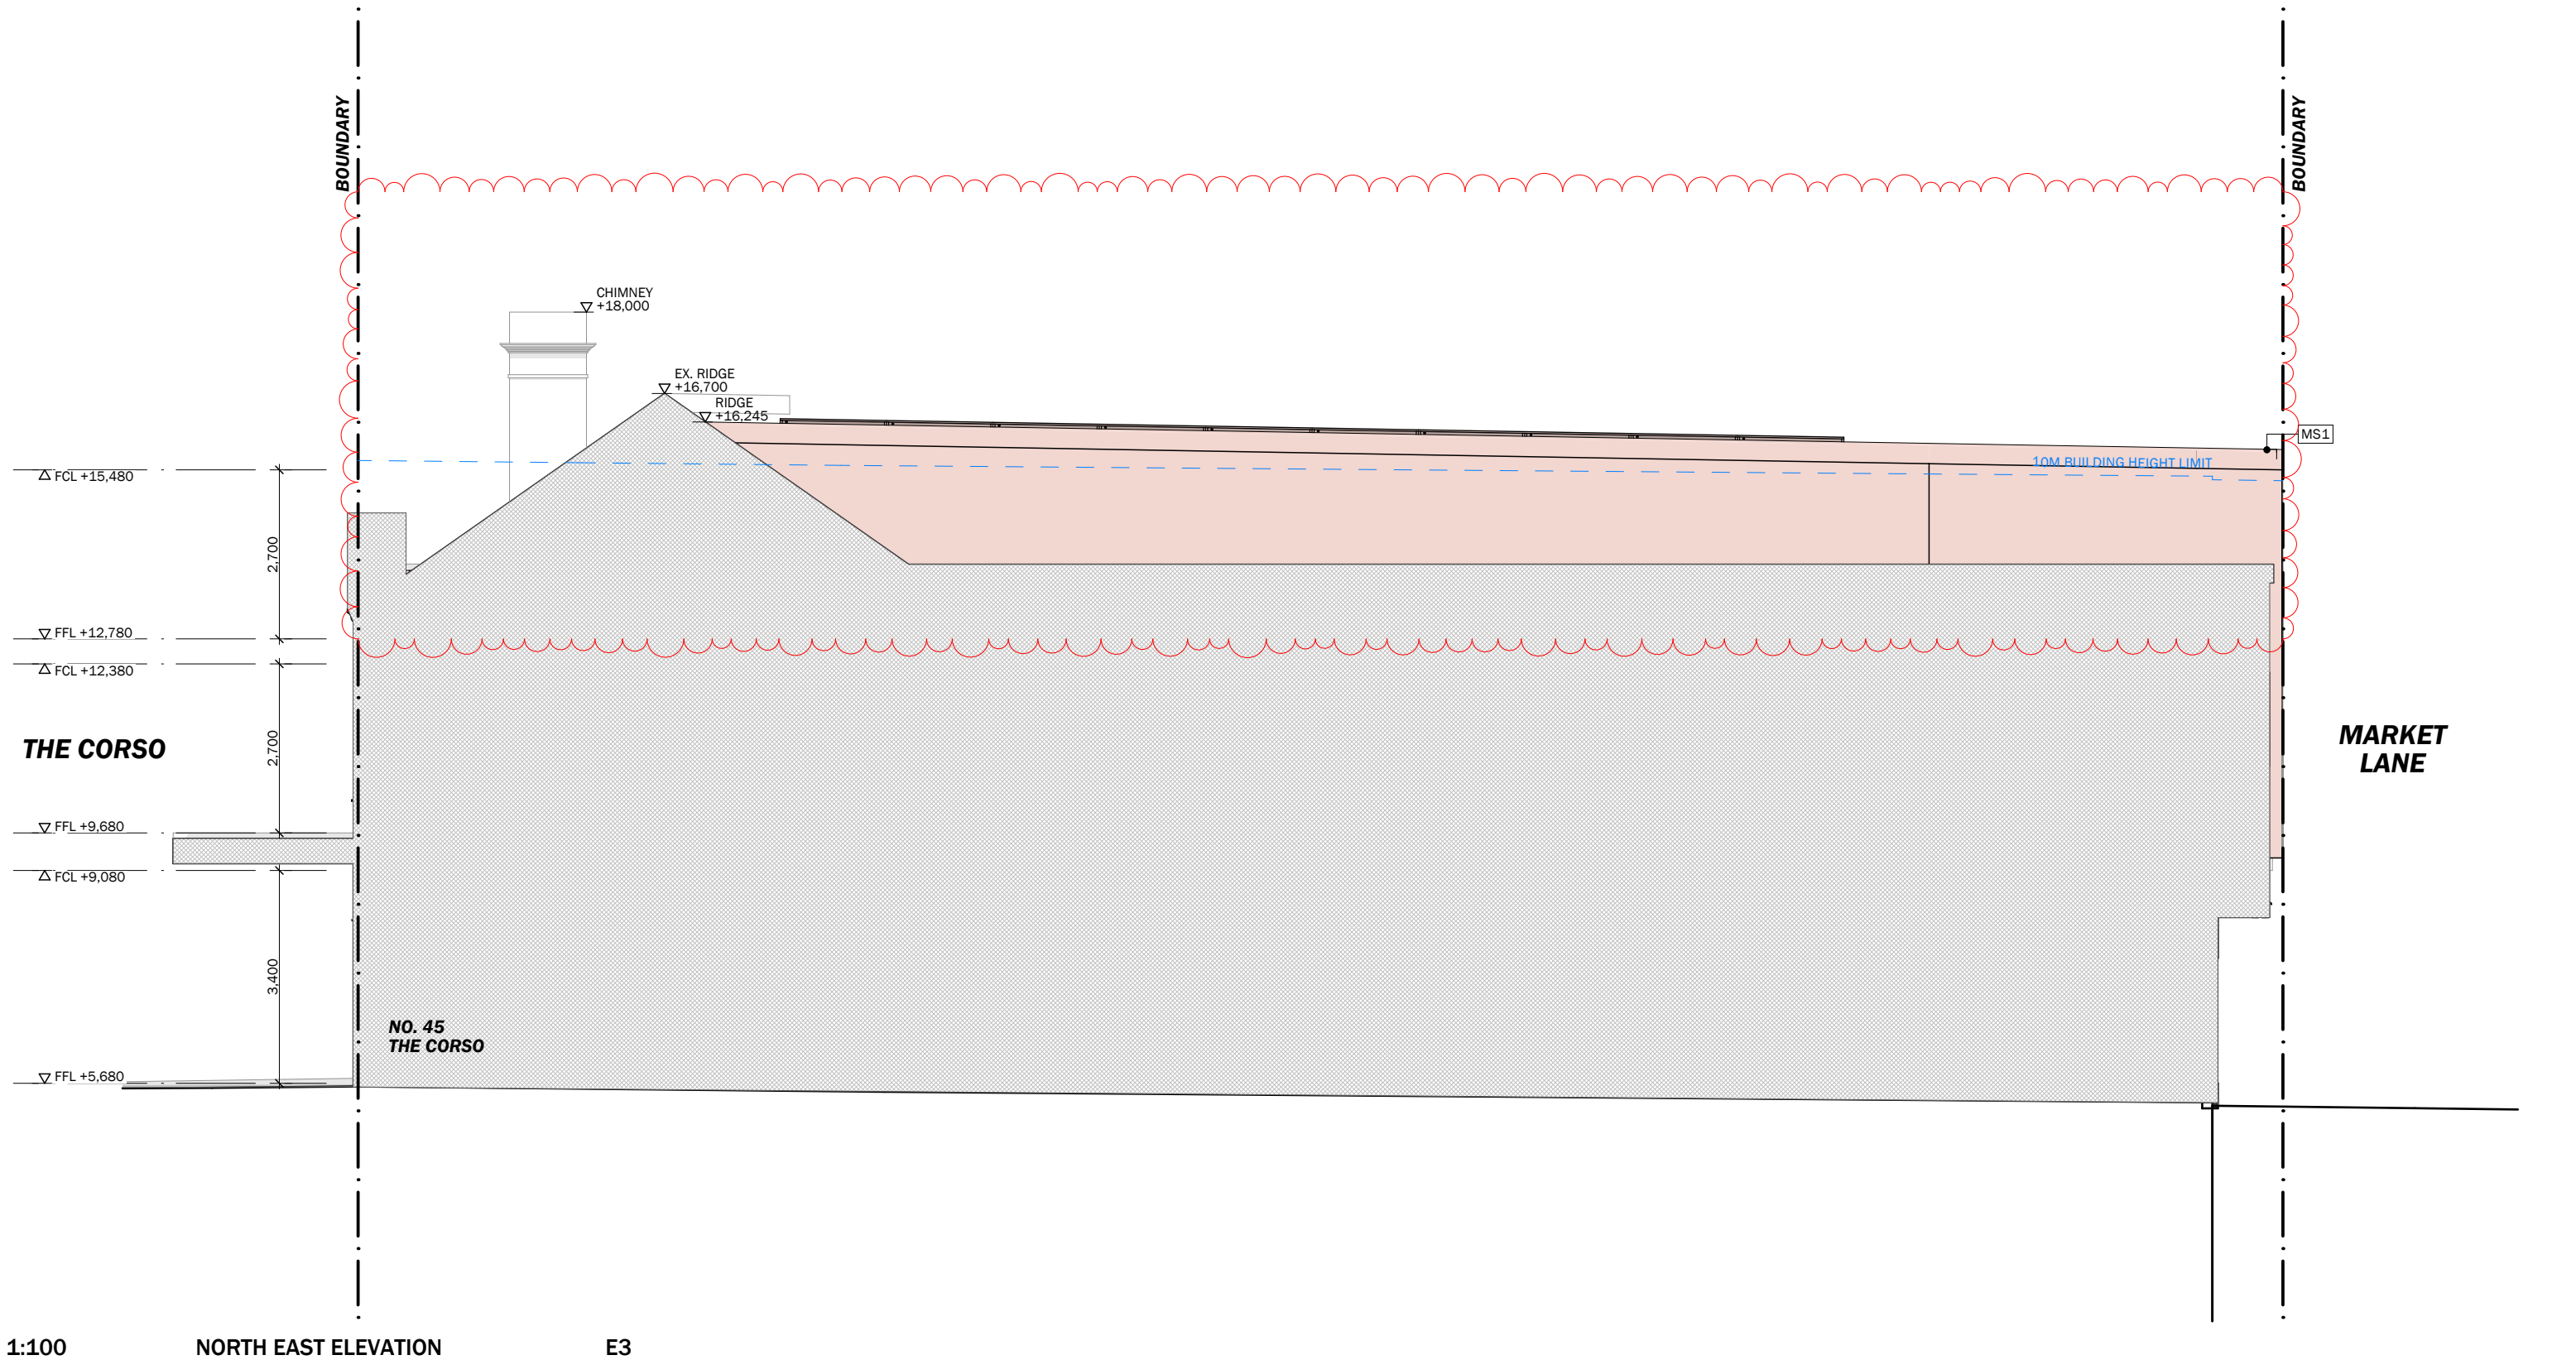 BOUNDARY
BOUNDARY
CHIMNEY
+18,000
EX. RIDGE
+16,700
RIDGE
+16,245
MS1
10M BUILDING HEIGHT LIMIT
FCL +15,480
2,700
FFL +12,780
FCL +12,380
THE CORSO
2,700
MARKET
LANE
FFL +9,680
FCL +9,080
3,400
NO. 45
THE CORSO
FFL +5,680
1:100 NORTH EAST ELEVATION E3